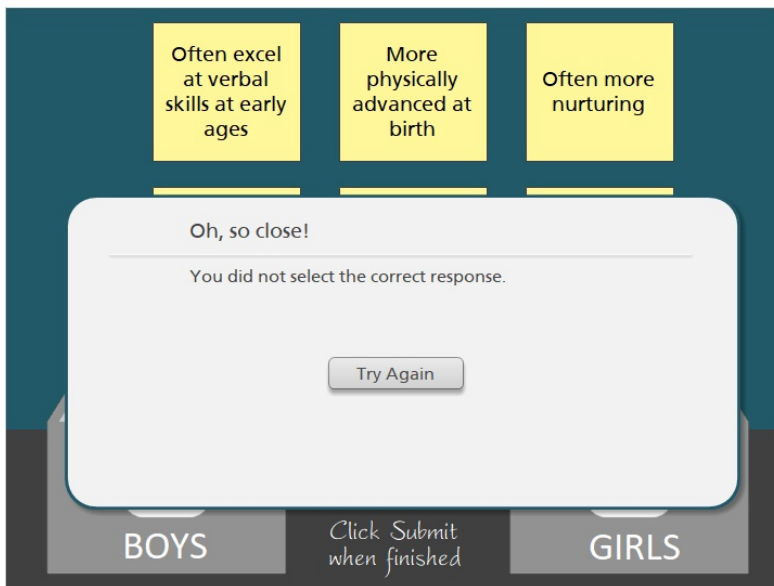 Often excel
at verbal
skills at early
ages
More
physically
advanced at
birth
Often more
nurturing
Oh, so close!
You did not select the correct response.
Try Again
BOYS
Click Submit
when finished
GIRLS